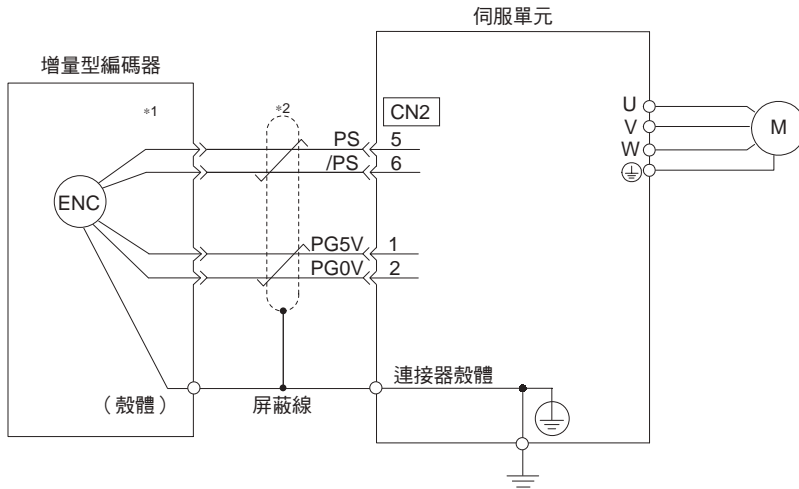 伺服單元
增量型編碼器
*1
*2
CN2
ENC
PS 5
/PS 6
PG5V 1
PG0V 2
U
V
W
M
(殼體)
屏蔽線
連接器殼體